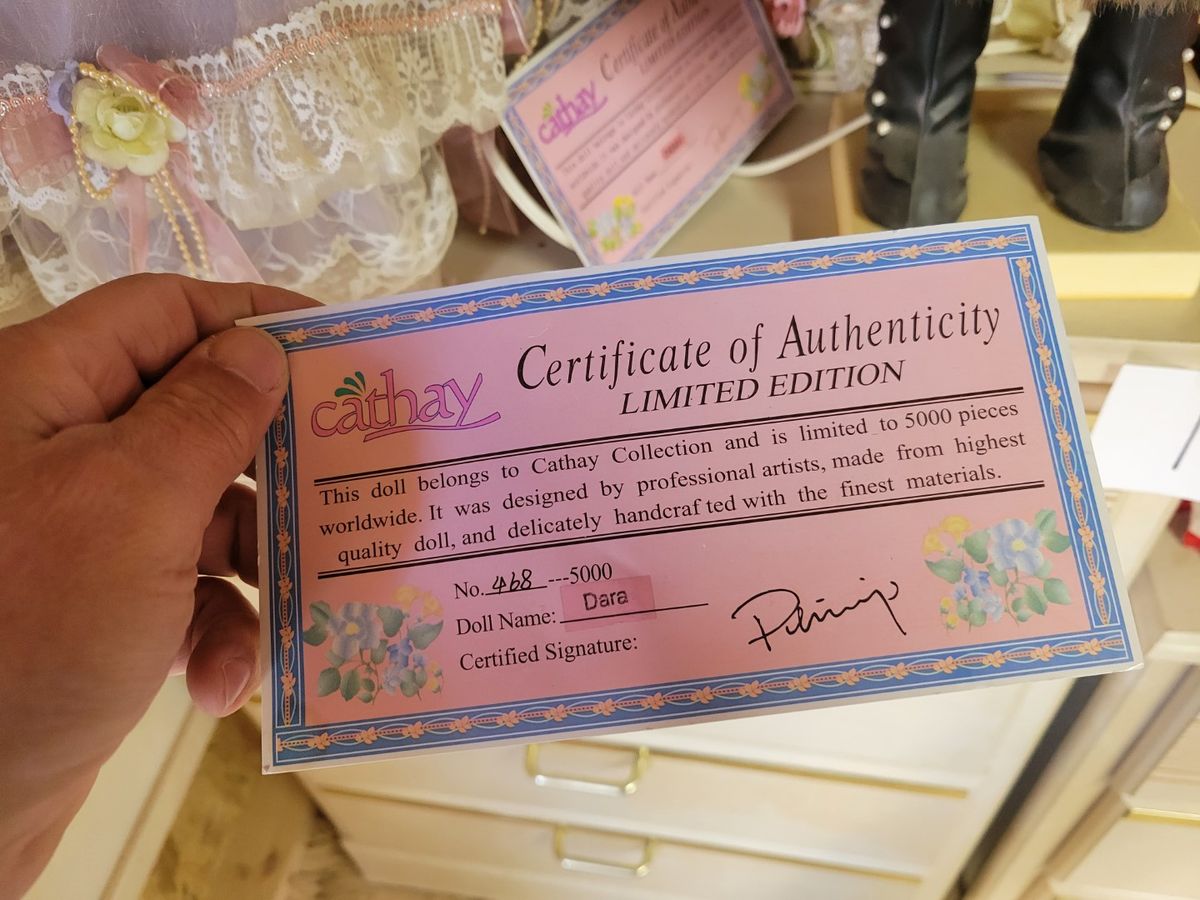 Certificate of
LIMITED EDITION
cathay
cathay
Certificate of Authenticity
LIMITED EDITION
This doll belongs to Cathay Collection and is limited to 5000 pieces
worldwide. It was designed by professional artists, made from highest
quality doll, and delicately handcraf ted with the finest materials.
No. 468 ---5000
Doll Name: Dara
Certified Signature: